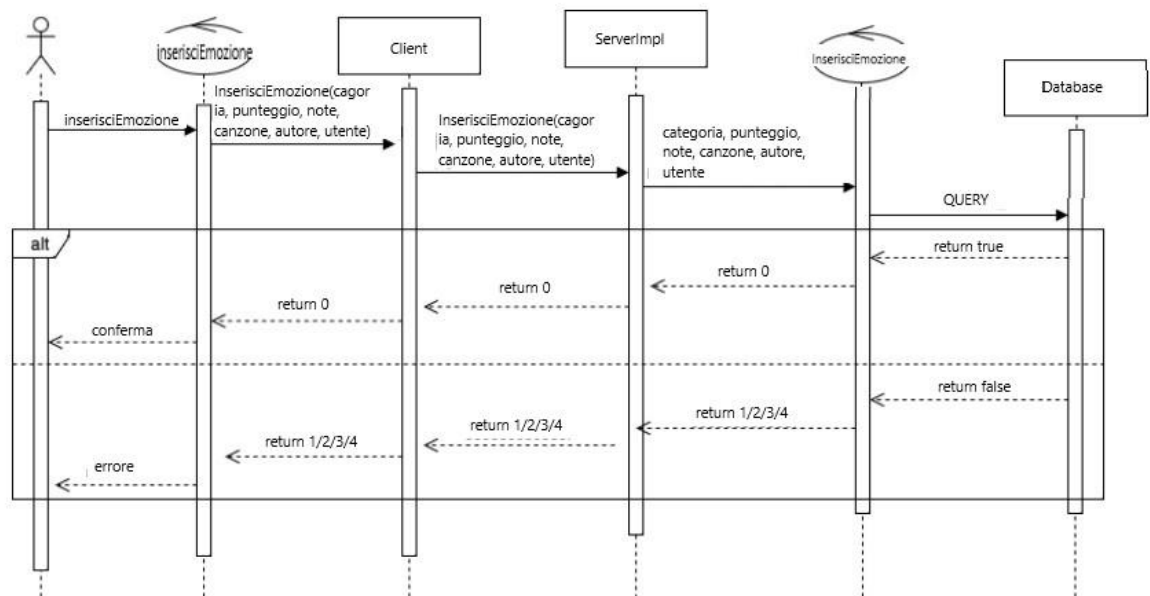 inserisciEmozione
Client
ServerImpl
InserisciEmozione
Database
inserisciEmozione
InserisciEmozione(cagor
ia, punteggio, note,
canzone, autore, utente)
InserisciEmozione(cagor
ia, punteggio, note,
canzone, autore, utente)
categoria, punteggio,
note, canzone, autore,
utente
QUERY
alt
return true
return 0
return 0
return 0
conferma
return false
return 1/2/3/4
return 1/2/3/4
return 1/2/3/4
errore